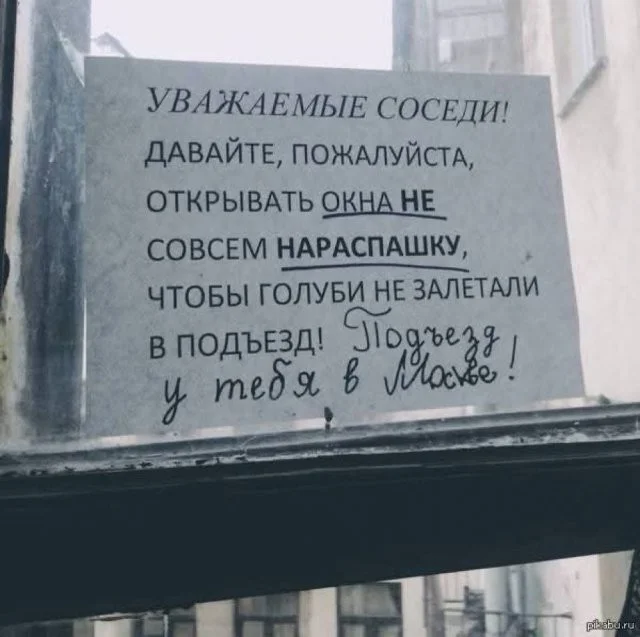 УВАЖАЕМЫЕ СОСЕДИ!
ДАВАЙТЕ, ПОЖАЛУЙСТА,
ОТКРЫВАТЬ ОКНА НЕ
СОВСЕМ НАРАСПАШКУ,
ЧТОБЫ ГОЛУБИ НЕ ЗАЛЕТАЛИ
В ПОДЪЕЗД! Подъезд
у тебя в Москве!
pikabu.ru